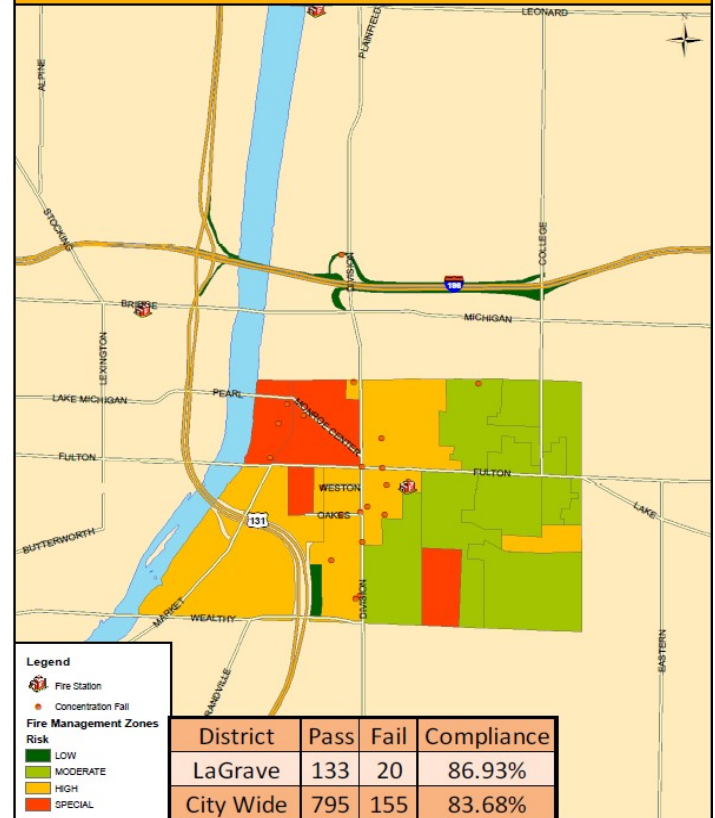 LEONARD
PLAINFIELD
N
ALPINE
STOCKING
COLLEGE
DIVISION
196
BRIDGE
MICHIGAN
LEXINGTON
LAKE MICHIGAN
PEARL
MONROE CENTER
FULTON
FULTON
WESTON
OAKES
LAKE
131
BUTTERWORTH
MARKET
WEALTHY
DIVISION
EASTERN
RANDVILLE
Legend
Fire Station
Concentration Fail
Fire Management Zones
Risk
LOW
MODERATE
HIGH
SPECIAL
District Pass Fail Compliance
LaGrave 133 20 86.93%
City Wide 795 155 83.68%